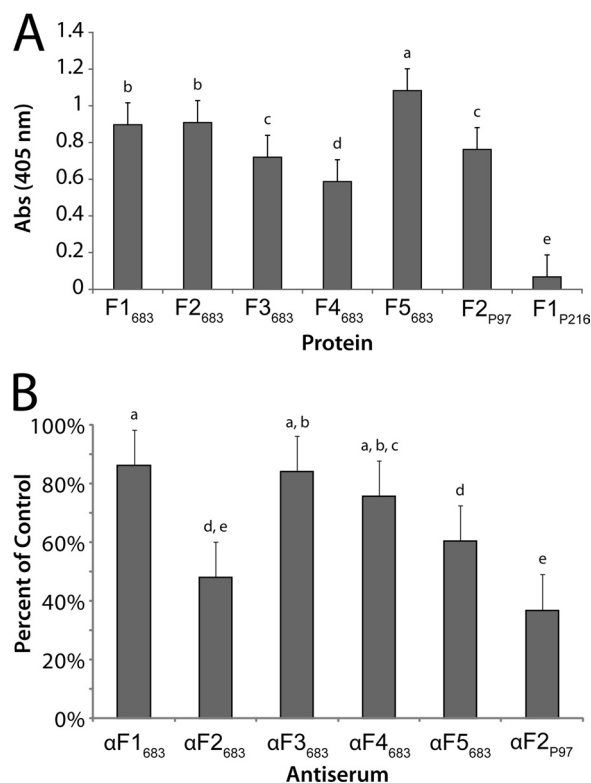 A
1.4
1.2
1
0.8
0.6
0.4
0.2
0
Abs (405 nm)
b
b
c
d
a
c
e
F1683 F2683 F3683 F4683 F5683 F2P97 F1P216
Protein
B
100%
80%
60%
40%
20%
0%
Percent of Control
a
d, e
a, b
a, b, c
d
e
αF1683 αF2683 αF3683 αF4683 αF5683 αF2P97
Antiserum